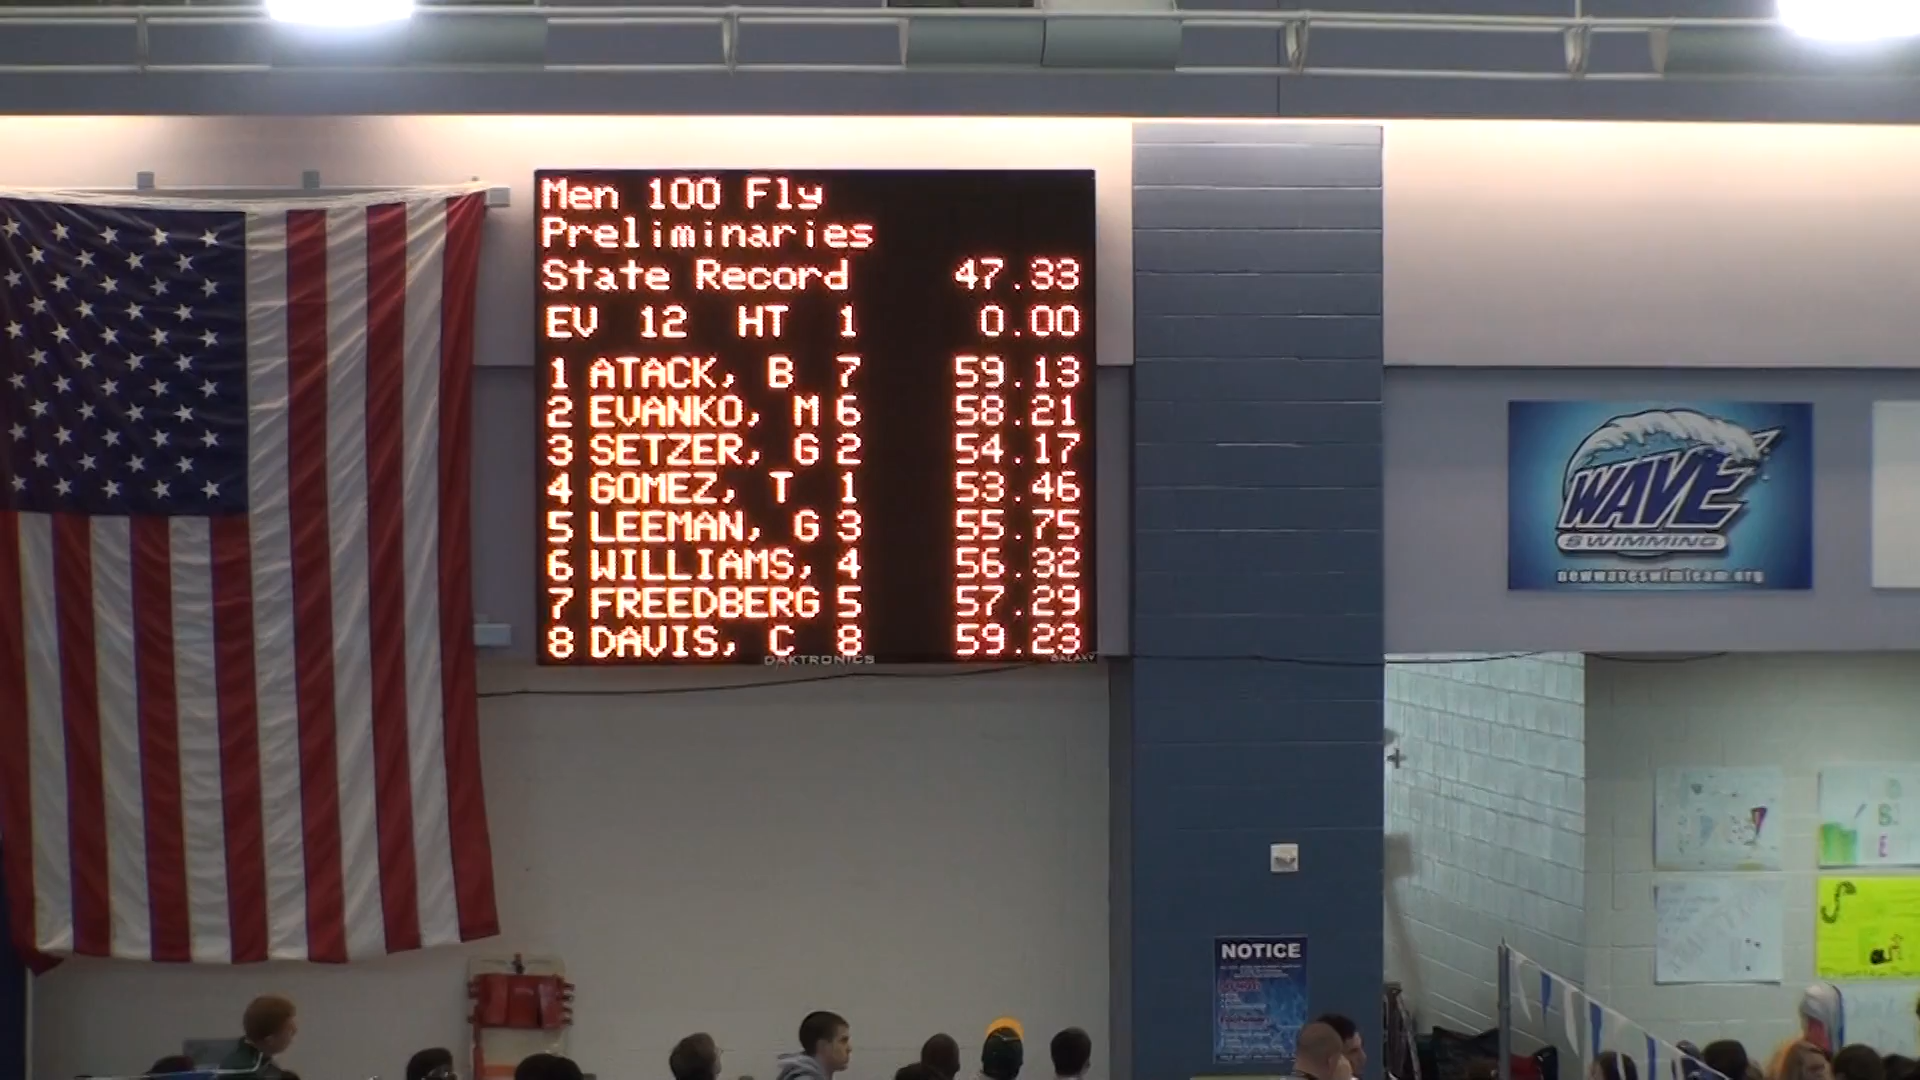 Men 100 Fly
Preliminaries
State Record 47.33
EV 12 HT 1 0.00
1 ATACK, B 7 59.13
2 EVANKO, M 6 58.21
3 SETZER, G 2 54.17
4 GOMEZ, T 1 53.46
5 LEEMAN, G 3 55.75
6 WILLIAMS, 4 56.32
7 FREEDBERG 5 57.29
8 DAVIS, C 8 59.23
DAKTRONICS GALAXY
WAVE
SWIMMING
newwaveswimteam.org
NOTICE